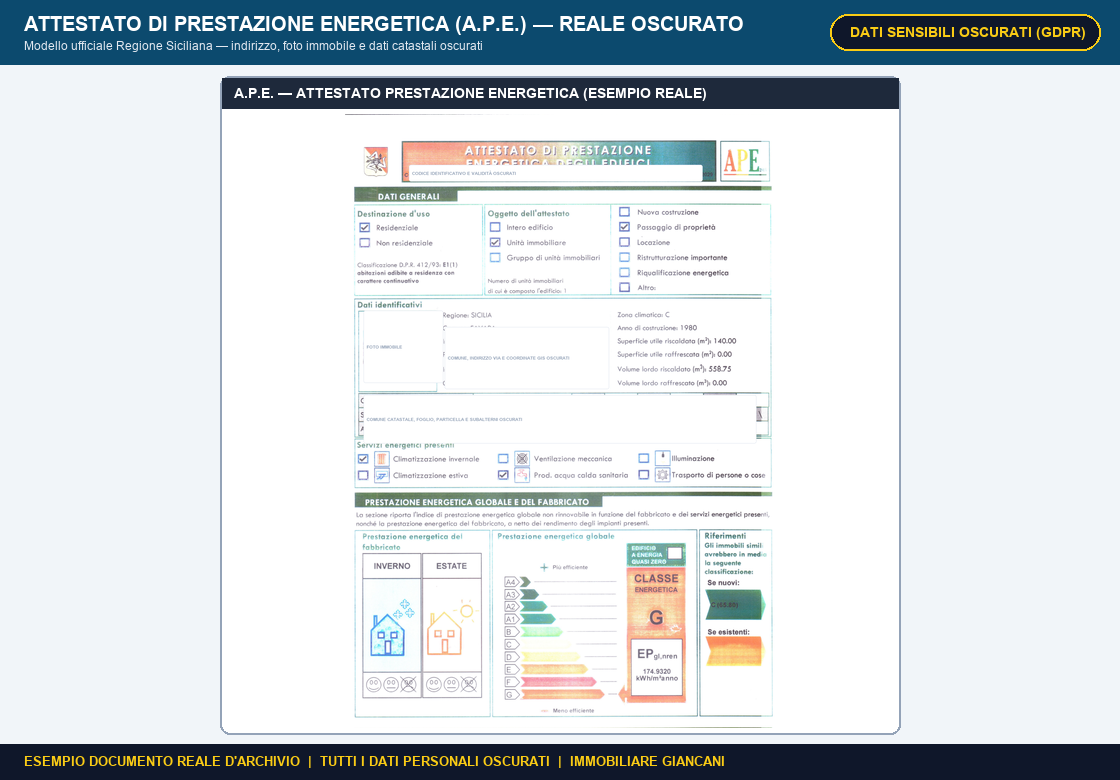 ATTESTATO DI PRESTAZIONE ENERGETICA (A.P.E.) — REALE OSCURATO
Modello ufficiale Regione Siciliana — indirizzo, foto immobile e dati catastali oscurati
DATI SENSIBILI OSCURATI (GDPR)
A.P.E. — ATTESTATO PRESTAZIONE ENERGETICA (ESEMPIO REALE)
ATTESTATO DI PRESTAZIONE
ENERGETICA DEGLI EDIFICI
CODICE IDENTIFICATIVO E VALIDITÀ OSCURATI
APE
DATI GENERALI
Destinazione d'uso
Residenziale
Non residenziale
Classificazione D.P.R. 412/93: E1(1)
abitazioni adibite a residenza con
carattere continuativo
Oggetto dell'attestato
Intero edificio
Unità immobiliare
Gruppo di unità immobiliari
Numero di unità immobiliari
di cui è composto l'edificio: 1
Nuova costruzione
Passaggio di proprietà
Locazione
Ristrutturazione importante
Riqualificazione energetica
Altro:
Dati identificativi
FOTO IMMOBILE
Regione: SICILIA
COMUNE, INDIRIZZO VIA E COORDINATE GIS OSCURATI
Zona climatica: C
Anno di costruzione: 1980
Superficie utile riscaldata (m²): 140.00
Superficie utile raffrescata (m²): 0.00
Volume lordo riscaldato (m³): 558.75
Volume lordo raffrescato (m³): 0.00
COMUNE CATASTALE, FOGLIO, PARTICELLA E SUBALTERNO OSCURATI
Servizi energetici presenti
Climatizzazione invernale
Ventilazione meccanica
Illuminazione
Climatizzazione estiva
Prod. acqua calda sanitaria
Trasporto di persone o cose
PRESTAZIONE ENERGETICA GLOBALE E DEL FABBRICATO
La sezione riporta l'indice di prestazione energetica globale non rinnovabile in funzione del fabbricato e dei servizi energetici presenti,
nonché la prestazione energetica del fabbricato, al netto del rendimento degli impianti presenti.
Prestazione energetica del
fabbricato
INVERNO
ESTATE
Prestazione energetica globale
Più efficiente
A4
A3
A2
A1
B
C
D
E
F
G
Meno efficiente
EDIFICIO
A ENERGIA
QUASI ZERO
CLASSE
ENERGETICA
G
EPgl,nren
174.9320
kWh/m²anno
Riferimenti
Gli immobili simili
avrebbero in media
la seguente
classificazione:
Se nuovi:
Se esistenti:
ESEMPIO DOCUMENTO REALE D'ARCHIVIO | TUTTI I DATI PERSONALI OSCURATI | IMMOBILIARE GIANCANI